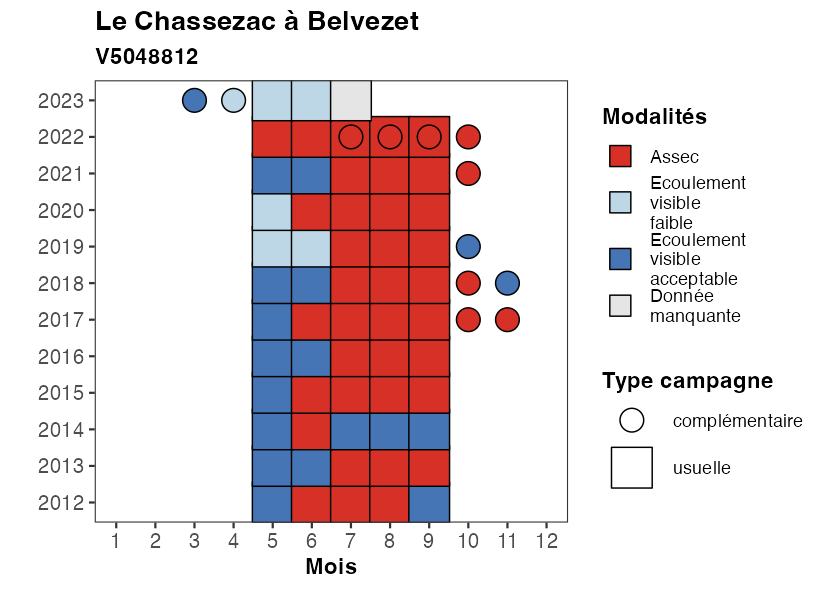 Le Chassezac à Belvezet
V5048812
2023
2022
2021
2020
2019
2018
2017
2016
2015
2014
2013
2012
1 2 3 4 5 6 7 8 9 10 11 12
Mois
Modalités
Assec
Ecoulement
visible
faible
Ecoulement
visible
acceptable
Donnée
manquante
Type campagne
complémentaire
usuelle